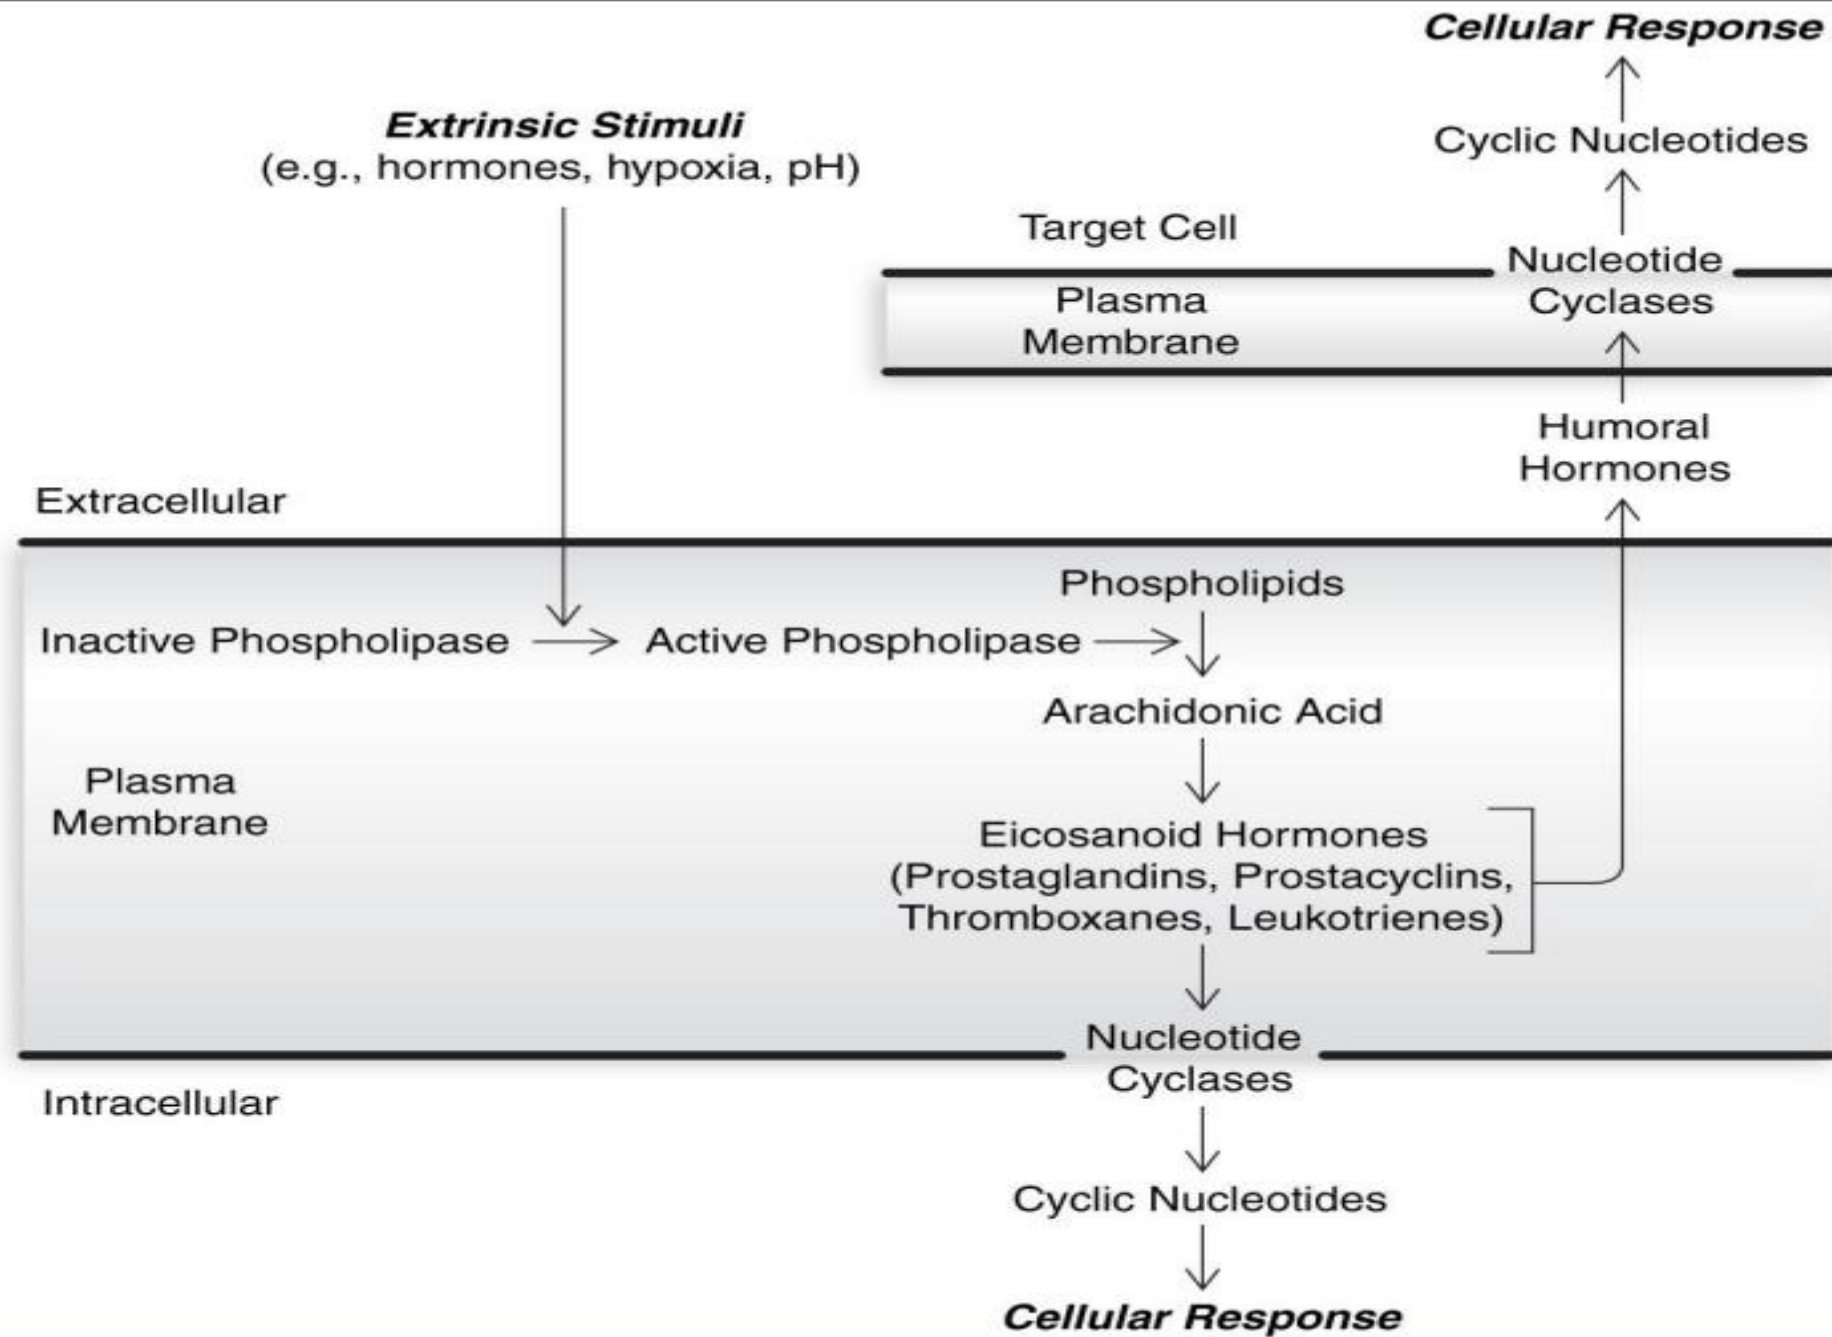 Cellular Response
Extrinsic Stimuli
(e.g., hormones, hypoxia, pH)
Cyclic Nucleotides
Target Cell
Nucleotide
Cyclases
Plasma
Membrane
Humoral
Hormones
Extracellular
Phospholipids
Inactive Phospholipase
Active Phospholipase
Arachidonic Acid
Plasma
Membrane
Eicosanoid Hormones
(Prostaglandins, Prostacyclins,
Thromboxanes, Leukotrienes)
Nucleotide
Cyclases
Intracellular
Cyclic Nucleotides
Cellular Response